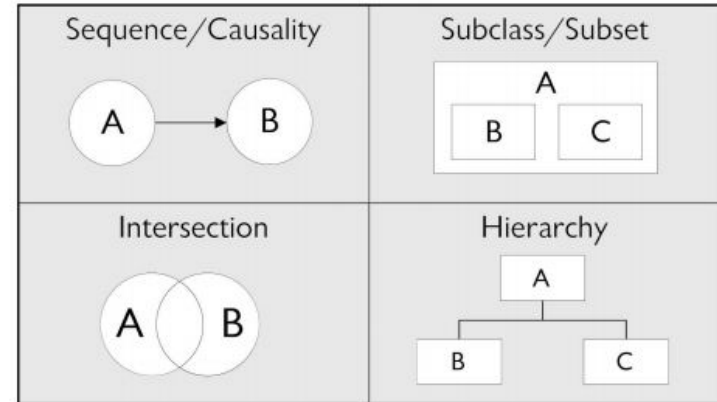 Sequence/Causality
A
B
Subclass/Subset
A
B
C
Intersection
A
B
Hierarchy
A
B
C